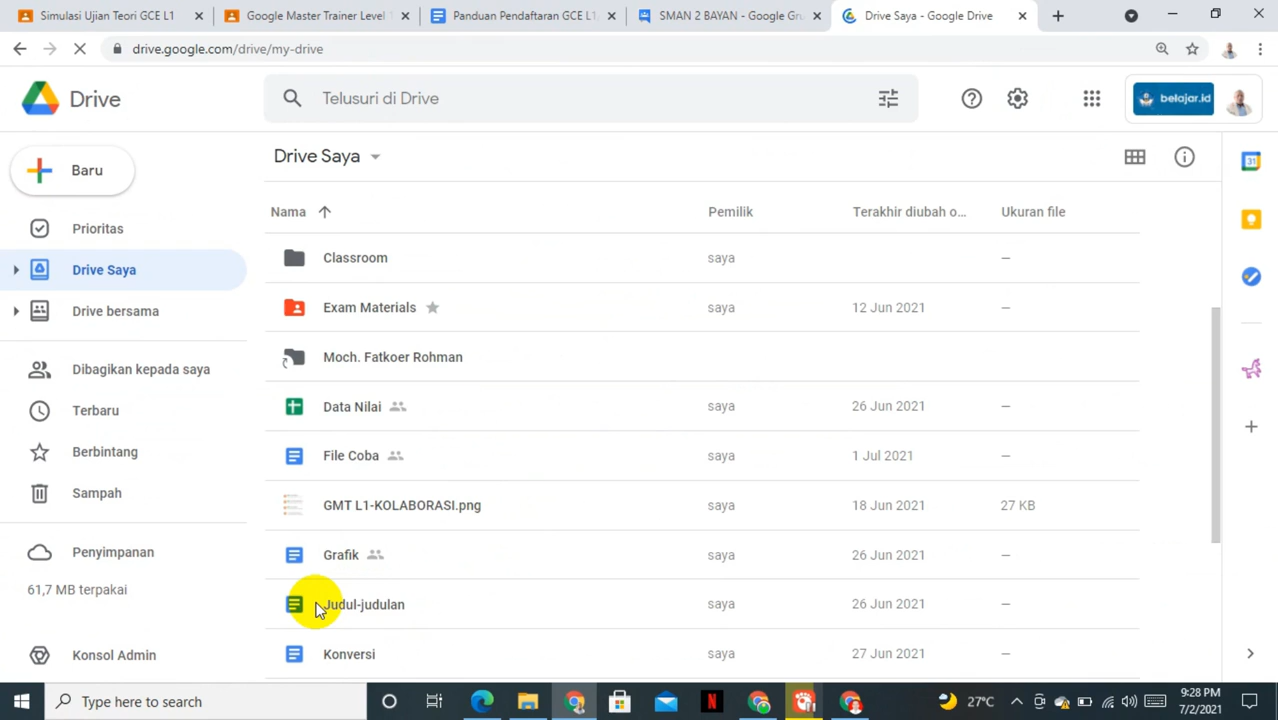 Simulasi Ujian Teori GCE L1
Google Master Trainer Level
Panduan Pendaftaran GCE L1
SMAN 2 BAYAN - Google Gr
Drive Saya - Google Drive
drive.google.com/drive/my-drive
Drive
Telusuri di Drive
belajar.id
Baru
Drive Saya
Prioritas
Drive Saya
Drive bersama
Dibagikan kepada saya
Terbaru
Berbintang
Sampah
Penyimpanan
61,7 MB terpakai
Konsol Admin
Nama Pemilik Terakhir diubah o... Ukuran file
Classroom saya —
Exam Materials saya 12 Jun 2021 —
Moch. Fatkoer Rohman
Data Nilai saya 26 Jun 2021 —
File Coba saya 1 Jul 2021 —
GMT L1-KOLABORASI.png saya 18 Jun 2021 27 KB
Grafik saya 26 Jun 2021 —
Judul-judulan saya 26 Jun 2021 —
Konversi saya 27 Jun 2021 —
31
Type here to search
N
27°C
9:28 PM
7/2/2021